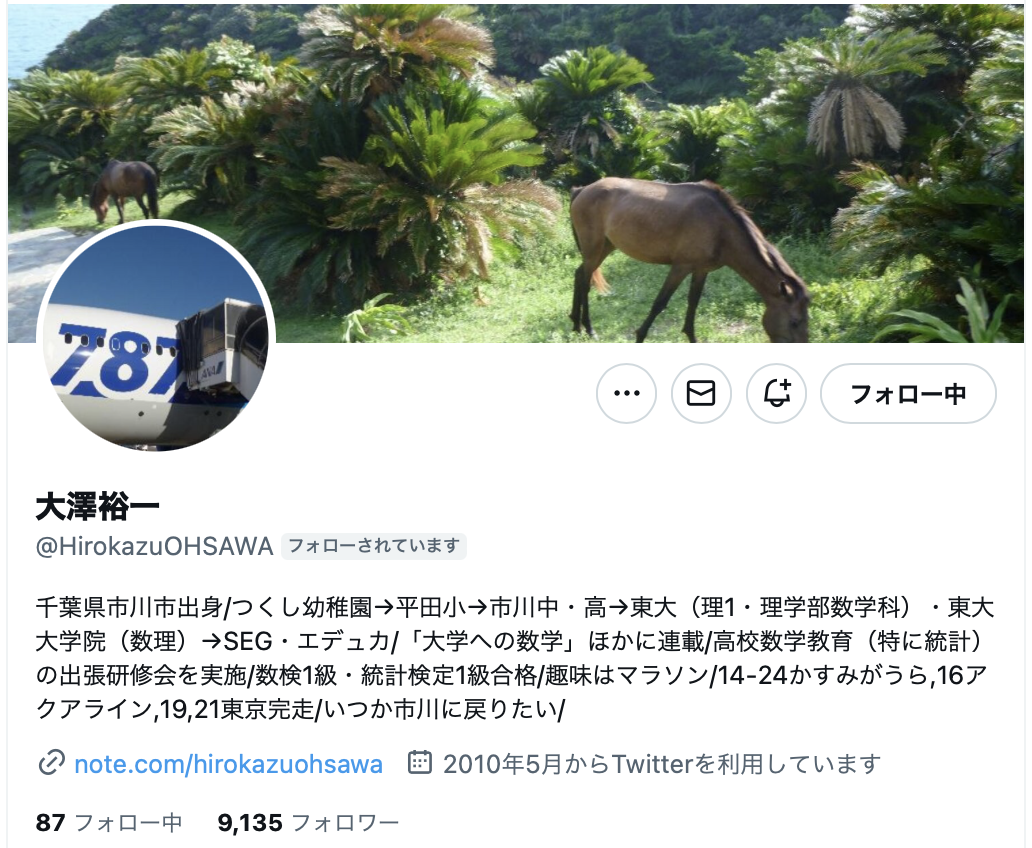 787
ANA
フォロー中
大澤裕一
@HirokazuOHSAWA フォローされています
千葉県市川市出身/つくし幼稚園→平田小→市川中・高→東大（理1・理学部数学科）・東大
大学院（数理）→SEG・エデュカ/「大学への数学」ほかに連載/高校数学教育（特に統計）
の出張研修会を実施/数検1級・統計検定1級合格/趣味はマラソン/14-24かすみがうら,16ア
クアライン,19,21東京完走/いつか市川に戻りたい/
note.com/hirokazuohsawa 2010年5月からTwitterを利用しています
87 フォロー中 9,135 フォロワー